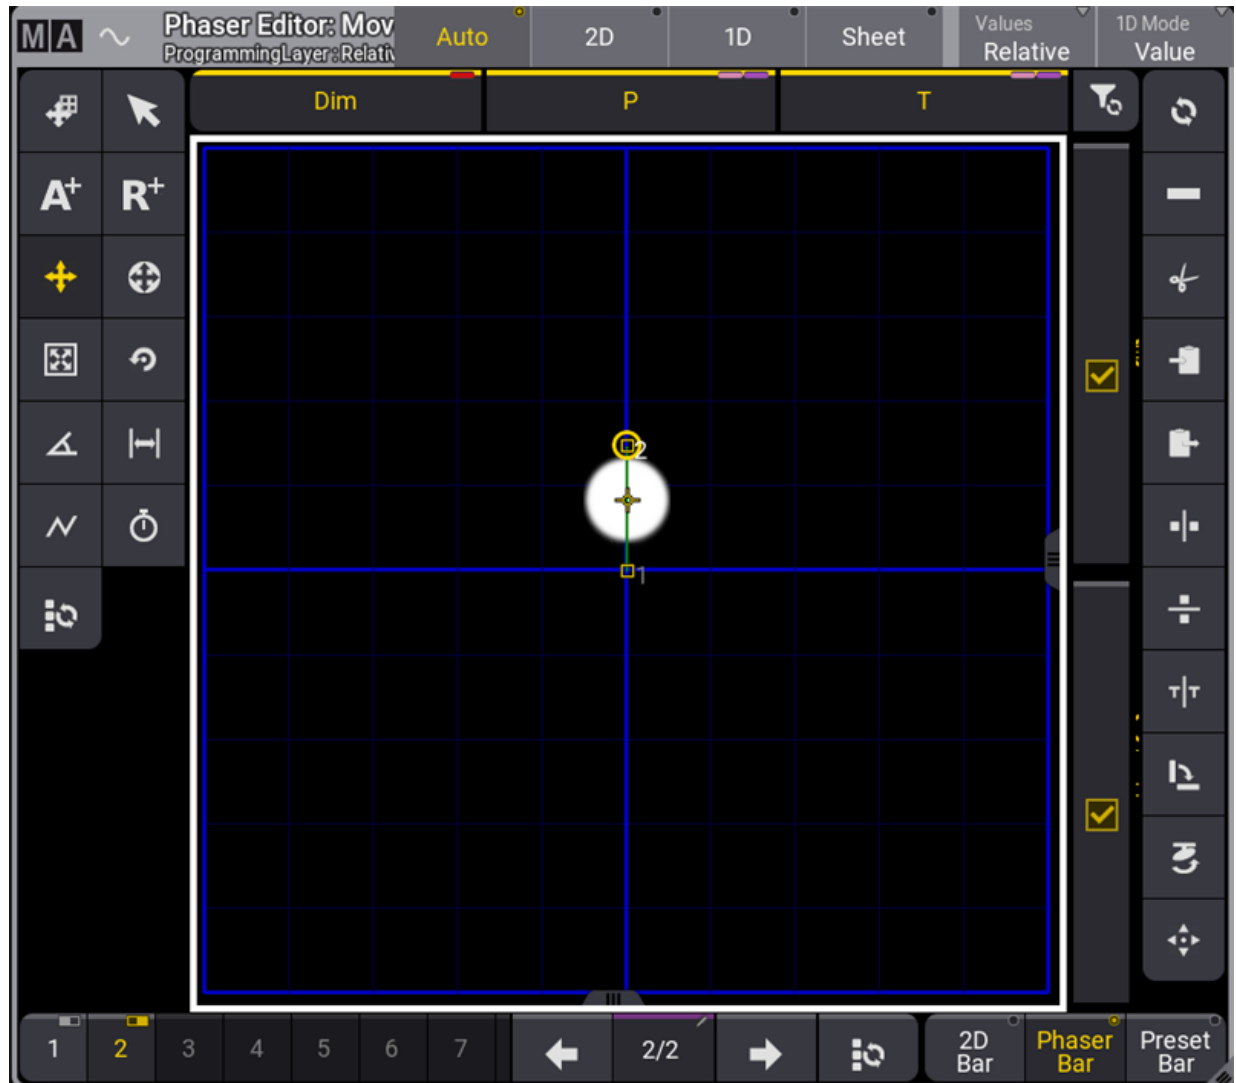 MA
Phaser Editor: Mov
ProgrammingLayer: Relativ
Auto
2D
1D
Sheet
Values
Relative
1D Mode
Value
Dim
P
T
A+
R+
2
1
T|T
1
2
3
4
5
6
7
2/2
2D
Bar
Phaser
Bar
Preset
Bar